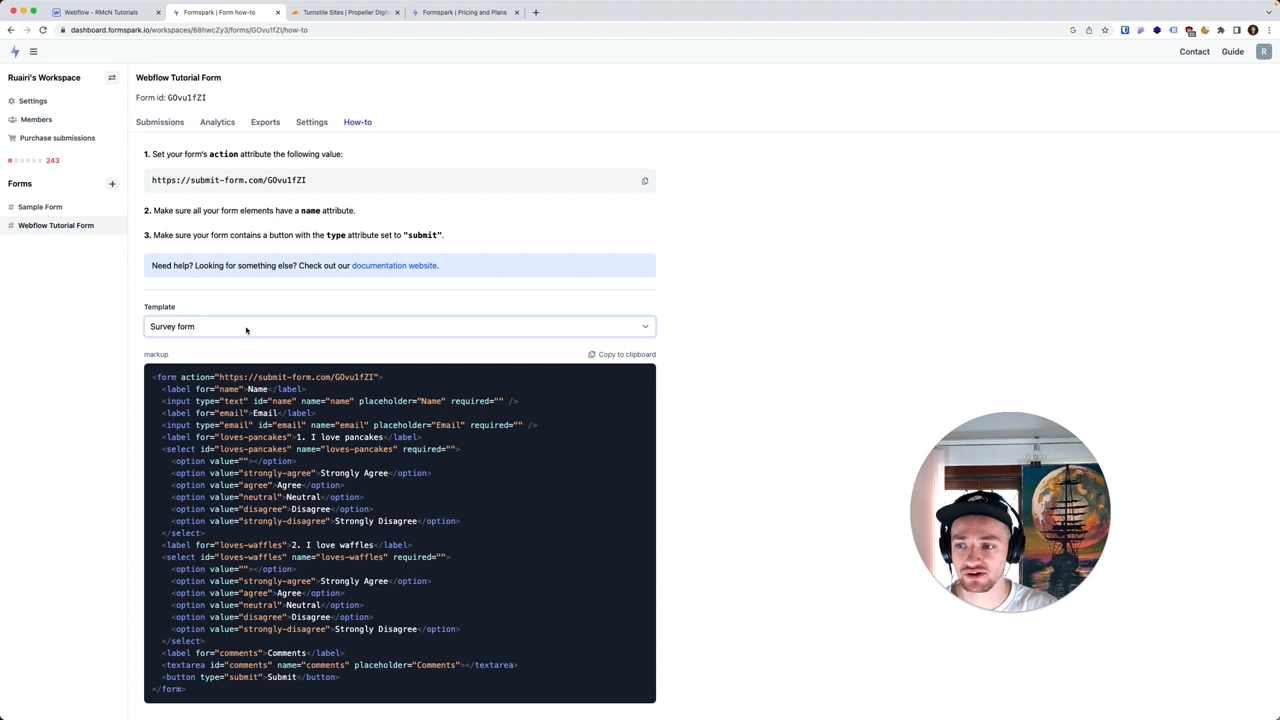 Webflow - RMcN Tutorials
Formspark | Form how-to
Turnstile Sites | Propeller Digi
Formspark | Pricing and Plans
dashboard.formspark.io/workspaces/68hwcZy3/forms/GOvu1fZI/how-to
Contact
Guide
R
Ruairi's Workspace
Settings
Members
Purchase submissions
243
Forms
# Sample Form
# Webflow Tutorial Form
Webflow Tutorial Form
Form id: GOvu1fZI
Submissions
Analytics
Exports
Settings
How-to
1. Set your form's action attribute the following value:
https://submit-form.com/GOvu1fZI
2. Make sure all your form elements have a name attribute.
3. Make sure your form contains a button with the type attribute set to "submit".
Need help? Looking for something else? Check out our documentation website.
Template
Survey form
markup
Copy to clipboard
<form action="https://submit-form.com/GOvu1fZI">
<label for="name">Name</label>
<input type="text" id="name" name="name" placeholder="Name" required="" />
<label for="email">Email</label>
<input type="email" id="email" name="email" placeholder="Email" required="" />
<label for="loves-pancakes">1. I love pancakes</label>
<select id="loves-pancakes" name="loves-pancakes" required="">
<option value=""></option>
<option value="strongly-agree">Strongly Agree</option>
<option value="agree">Agree</option>
<option value="neutral">Neutral</option>
<option value="disagree">Disagree</option>
<option value="strongly-disagree">Strongly Disagree</option>
</select>
<label for="loves-waffles">2. I love waffles</label>
<select id="loves-waffles" name="loves-waffles" required="">
<option value=""></option>
<option value="strongly-agree">Strongly Agree</option>
<option value="agree">Agree</option>
<option value="neutral">Neutral</option>
<option value="disagree">Disagree</option>
<option value="strongly-disagree">Strongly Disagree</option>
</select>
<label for="comments">Comments</label>
<textarea id="comments" name="comments" placeholder="Comments"></textarea>
<button type="submit">Submit</button>
</form>